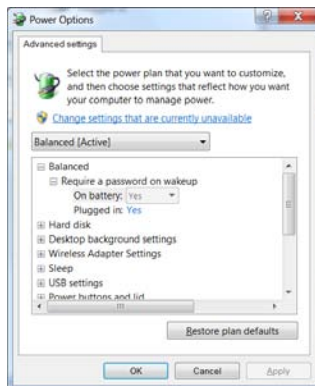 Power Options
Advanced settings
Select the power plan that you want to customize,
and then choose settings that reflect how you want
your computer to manage power.
Change settings that are currently unavailable
Balanced [Active]
Balanced
Require a password on wakeup
On battery: Yes
Plugged in: Yes
Hard disk
Desktop background settings
Wireless Adapter Settings
Sleep
USB settings
Power buttons and lid
Restore plan defaults
OK Cancel Apply